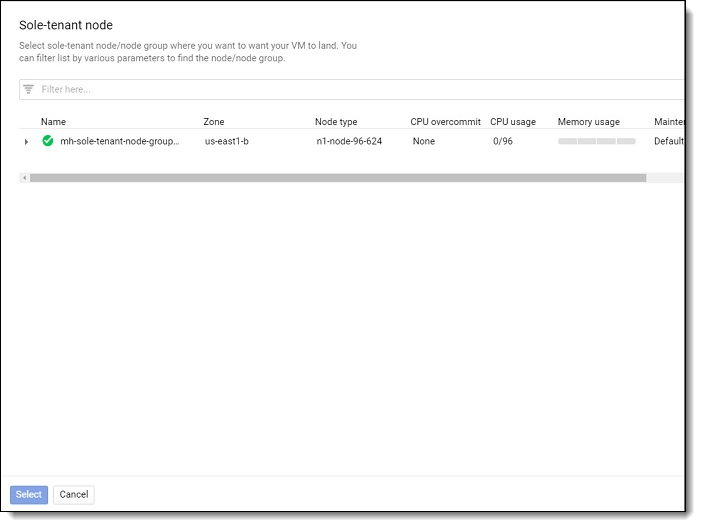 Sole-tenant node
Select sole-tenant node/node group where you want to want your VM to land. You
can filter list by various parameters to find the node/node group.
Filter here...
Name Zone Node type CPU overcommit CPU usage Memory usage Mainter
mh-sole-tenant-node-group... us-east1-b n1-node-96-624 None 0/96 Default
Select Cancel